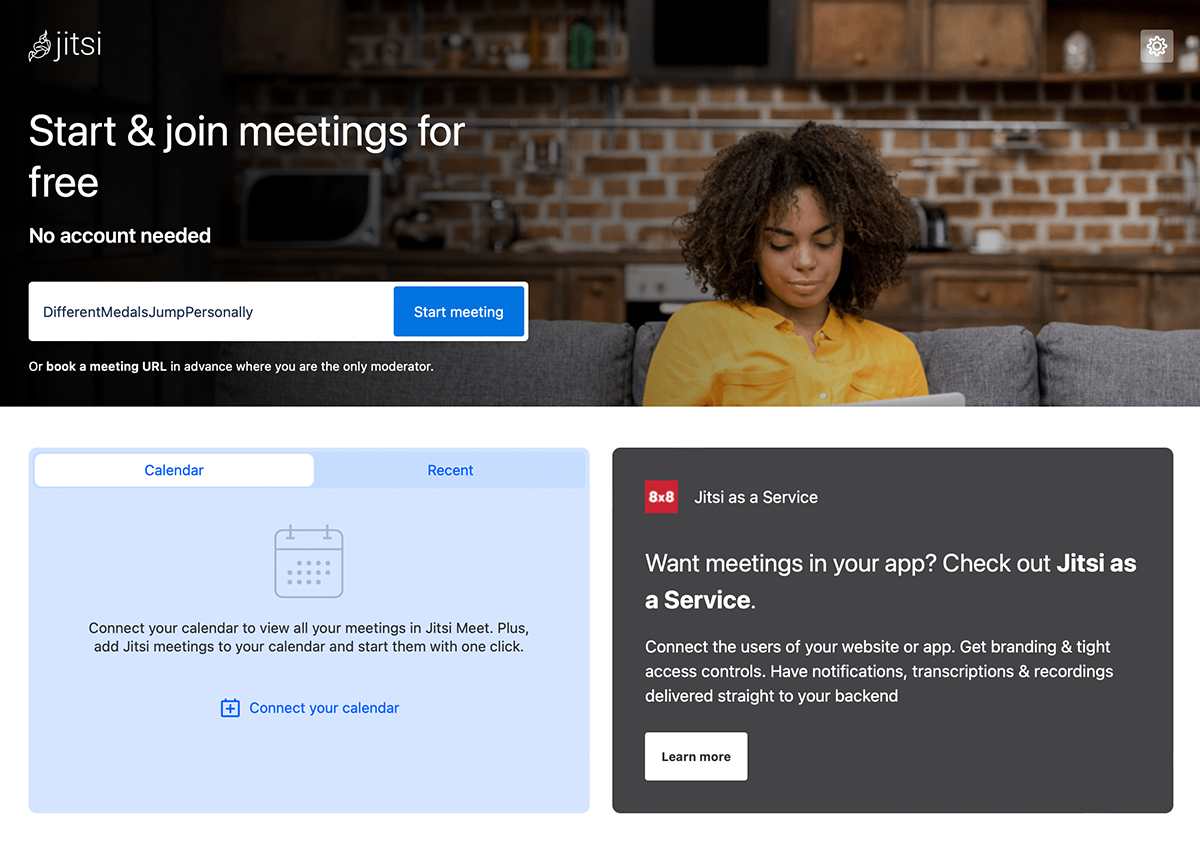 jitsi
Start & join meetings for
free
No account needed
DifferentMedalsJumpPersonally
Start meeting
Or book a meeting URL in advance where you are the only moderator.
Calendar
Recent
Connect your calendar to view all your meetings in Jitsi Meet. Plus,
add Jitsi meetings to your calendar and start them with one click.
Connect your calendar
8x8
Jitsi as a Service
Want meetings in your app? Check out Jitsi as
a Service.
Connect the users of your website or app. Get branding & tight
access controls. Have notifications, transcriptions & recordings
delivered straight to your backend
Learn more